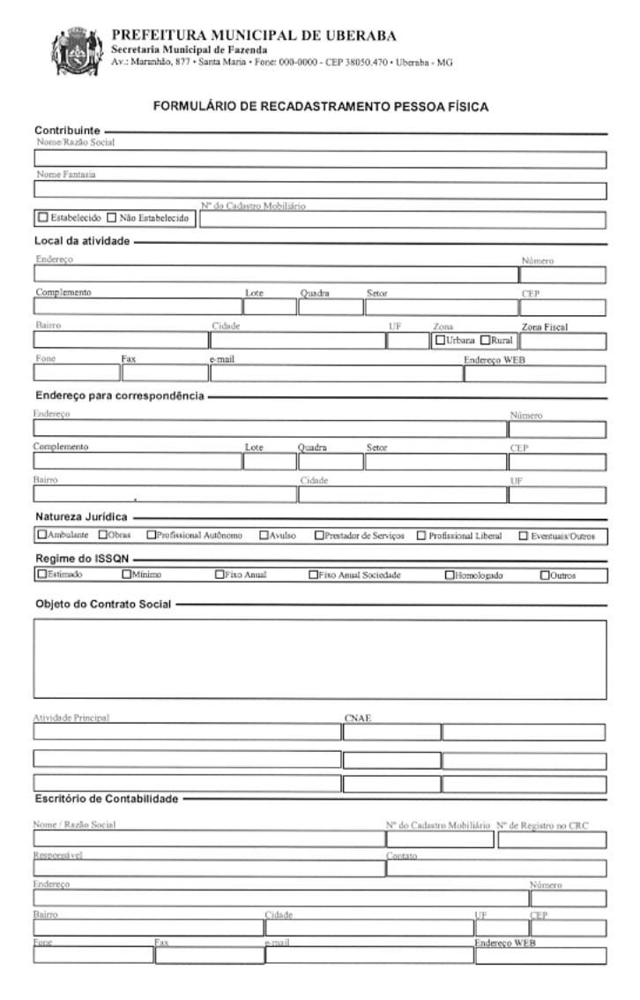 PREFEITURA MUNICIPAL DE UBERABA
Secretaria Municipal de Fazenda
Av.: Maranhão, 877 • Santa Maria • Fone: 000-0000 - CEP 38050.470 • Uberaba - MG
FORMULÁRIO DE RECADASTRAMENTO PESSOA FÍSICA
Contribuinte
Nome/Razão Social
Nome Fantasia
Nº do Cadastro Mobiliário
Estabelecido Não Estabelecido
Local da atividade
Endereço Número
Complemento Lote Quadra Setor CEP
Bairro Cidade UF Zona Zona Fiscal
Urbana Rural
Fone Fax e-mail Endereço WEB
Endereço para correspondência
Endereço Número
Complemento Lote Quadra Setor CEP
Bairro Cidade UF
Natureza Jurídica
Ambulante Obras Profissional Autônomo Avulso Prestador de Serviços Profissional Liberal Eventuais/Outros
Regime do ISSQN
Estimado Mínimo Fixo Anual Fixo Anual Sociedade Homologado Outros
Objeto do Contrato Social
Atividade Principal CNAE
Escritório de Contabilidade
Nome / Razão Social Nº do Cadastro Mobiliário Nº de Registro no CRC
Responsável Contato
Endereço Número
Bairro Cidade UF CEP
Fone Fax e-mail Endereço WEB